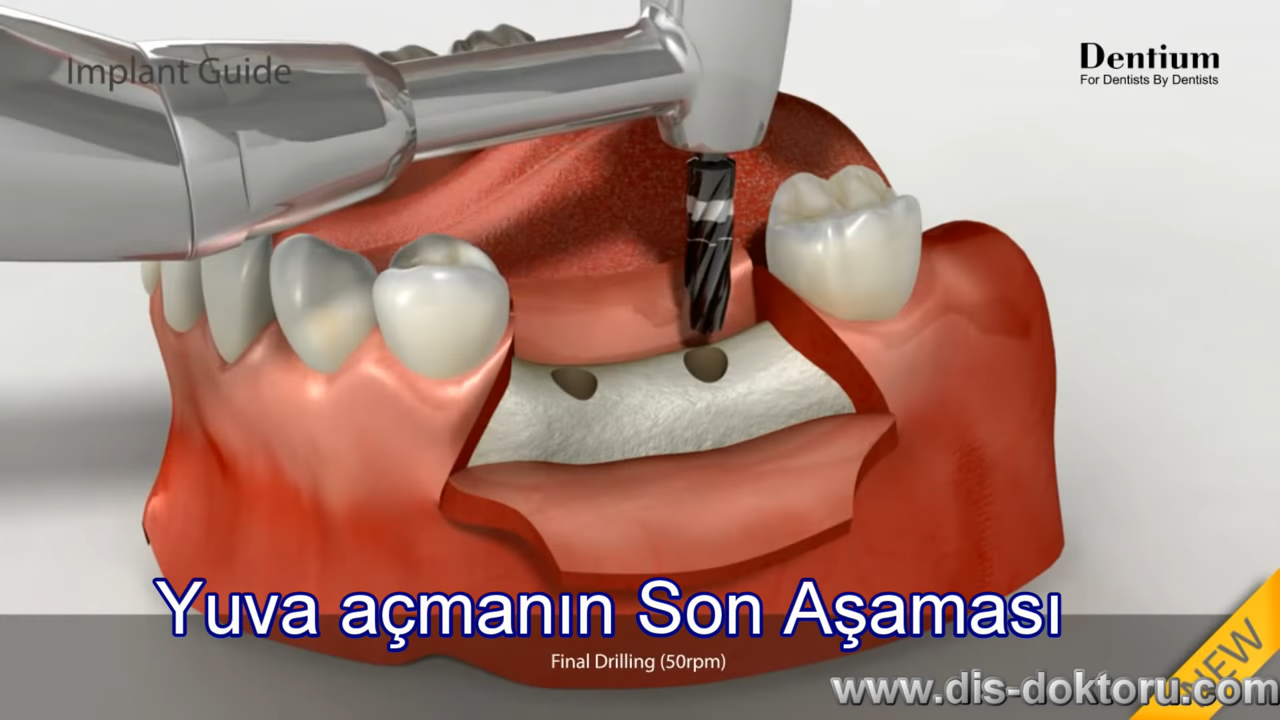 Implant Guide
Dentium
For Dentists By Dentists
Yuva açmanın Son Aşaması
Final Drilling (50rpm)
NEW
www.dis-doktoru.com